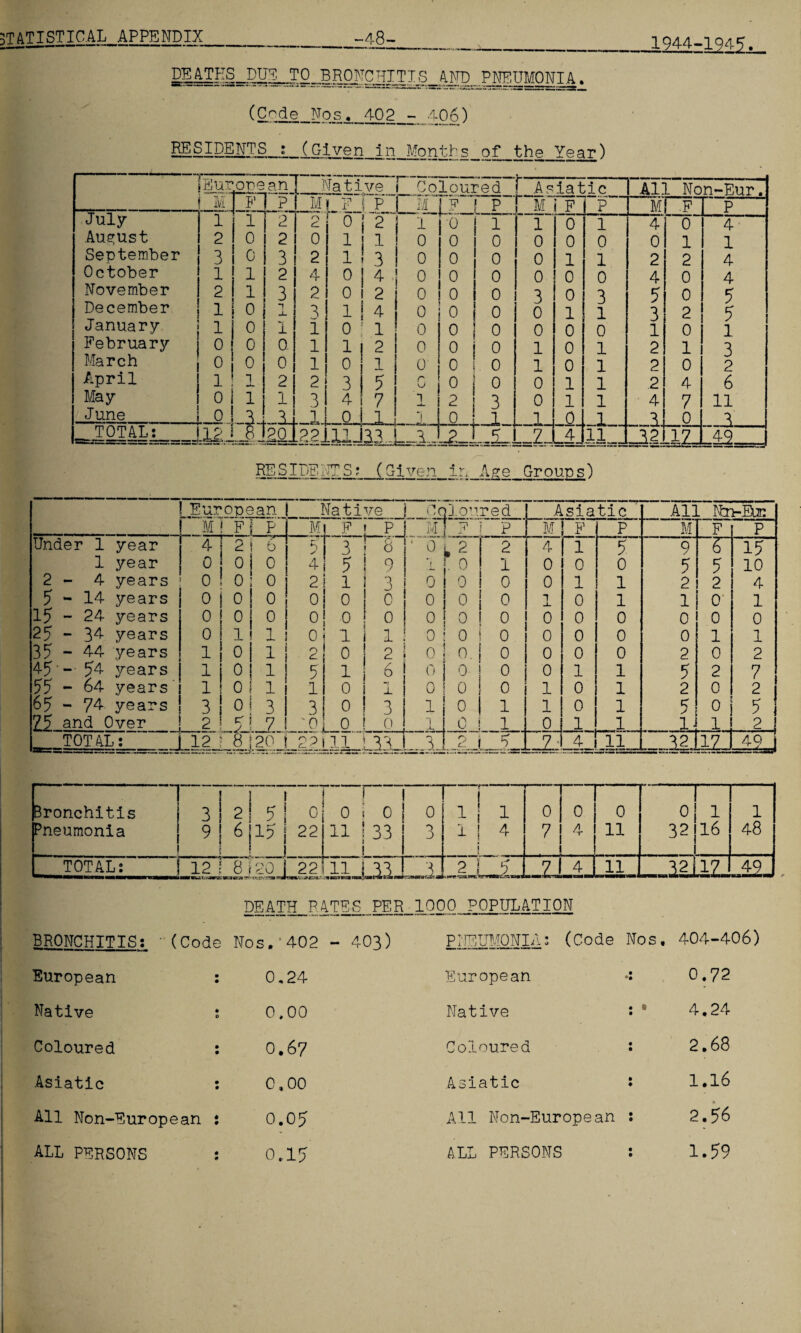 STATISTICAL APPENDIX -48- 1944-1945.
DEATHS DUE TO BRONCHITIS AND PNEUMONIA.
(Code Nos. 402 - 406)
RESIDENTS : (Given in Months of the Year)
European Native Coloured Asiatic All Non-Eur.
M F P M F P M F P M F P M F P
July 1 1 2 2 0 2 1 0 1 1 0 1 4 0 4
August 2 0 2 0 1 1 0 0 0 0 0 0 0 1 1
September 3 0 3 2 1 3 0 0 0 0 1 1 2 2 4
October 1 1 2 4 0 4 0 0 0 0 0 0 4 0 4
November 2 1 3 2 0 2 0 0 0 3 0 3 5 0 5
December 1 0 1 3 1 4 0 0 0 0 1 1 3 2 5
January 1 0 1 1 0 1 0 0 0 0 0 0 1 0 1
February 0 0 0 1 1 2 0 0 0 1 0 1 2 1 3
March 0 0 0 1 0 1 0 0 0 1 0 1 2 0 2
April 1 1 2 2 3 5 0 0 0 0 1 1 2 4 6
May 0 1 1 3 4 7 1 2 3 0 1 1 4 7 11
June 0 3 3 1 0 1 1 0 1 1 0 1 3 0 3
TOTAL: 12 8 20 22 11 33 3 2 5 7 4 11 32 17 49
RESIDENTS: (Given in Age Groups)
European Native Coloured Asiatic All Non-Eur.
M F P M F P M F P M F P M F P
Under 1 year 4 2 6 5 3 8 0 2 2 4 1 5 9 6 15
1 year 0 0 0 4 5 9 1 0 1 0 0 0 5 5 10
2 - 4 years 0 0 0 2 1 3 0 0 0 0 1 1 2 2 4
5 - 14 years 0 0 0 0 0 0 0 0 0 1 0 1 1 0 1
15 - 24 years 0 0 0 0 0 0 0 0 0 0 0 0 0 0 0
25 - 34 years 0 1 1 0 1 1 0 0 0 0 0 0 0 1 1
35 - 44 years 1 0 1 2 0 2 0 0 0 0 0 0 2 0 2
45 - 54 years 1 0 1 5 1 6 0 0 0 0 1 1 5 2 7
55 - 64 years 1 0 1 1 0 1 0 0 0 1 0 1 2 0 2
65 - 74 years 3 0 3 3 0 3 1 0 1 1 0 1 5 0 5
75 and Over 2 5 7 0 0 0 1 0 1 0 1 1 1 1 2
TOTAL: 12 8 20 22 11 33 3 2 5 7 4 11 32 17 49
Bronchitis 3 2 5 0 0 0 0 1 1 0 0 0 0 1 1
Pneumonia 9 6 15 22 11 33 3 1 4 7 4 11 32 16 48
TOTAL: 12 8 20 22 11 33 3 2 5 7 4 11 32 17 49
DEATH RATES PER 1000 POPULATION
BRONCHITIS: (Code Nos. 402 - 403) PNEUMONIA: (Code Nos. 404-406)
European : 0.24 European : 0.72
Native : 0.00 Native : 4.24
Coloured : 0.67 Coloured : 2.68
Asiatic : 0.00 Asiatic : 1.16
All Non-European : 0.05 All Non-European : 2.56
ALL PERSONS : 0.15 ALL PERSONS : 1.59